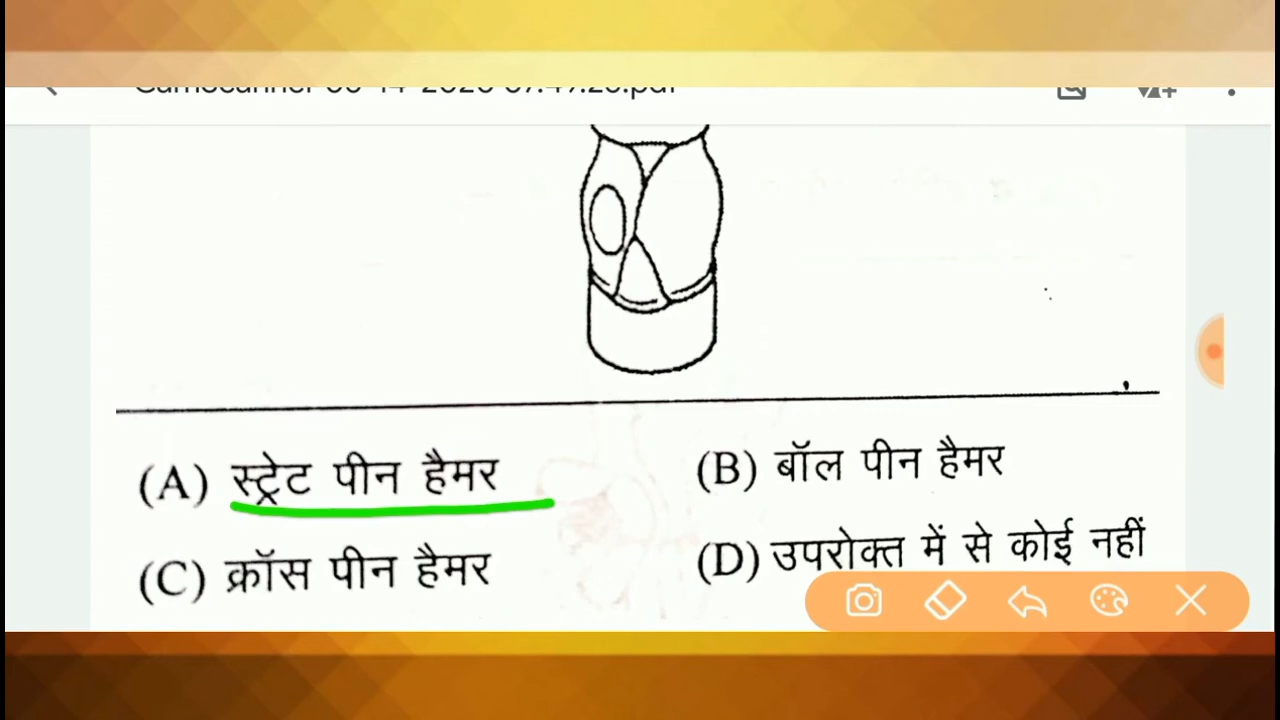 (A) स्ट्रेट पीन हैमर
(B) बॉल पीन हैमर
(C) क्रॉस पीन हैमर
(D) उपरोक्त में से कोई नहीं